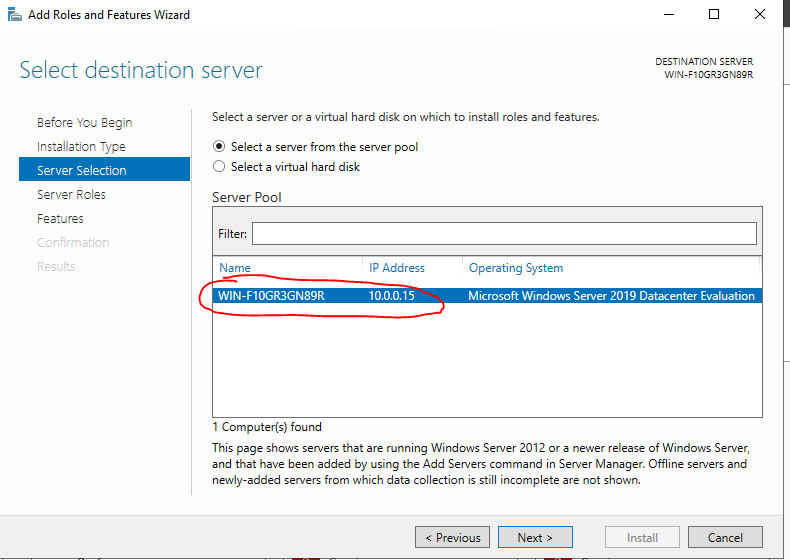 Add Roles and Features Wizard
Select destination server
DESTINATION SERVER
WIN-F10GR3GN89R
Before You Begin
Installation Type
Server Selection
Server Roles
Features
Confirmation
Results
Select a server or a virtual hard disk on which to install roles and features.
Select a server from the server pool
Select a virtual hard disk
Server Pool
Filter:
Name IP Address Operating System
WIN-F10GR3GN89R 10.0.0.15 Microsoft Windows Server 2019 Datacenter Evaluation
1 Computer(s) found
This page shows servers that are running Windows Server 2012 or a newer release of Windows Server,
and that have been added by using the Add Servers command in Server Manager. Offline servers and
newly-added servers from which data collection is still incomplete are not shown.
< Previous Next > Install Cancel